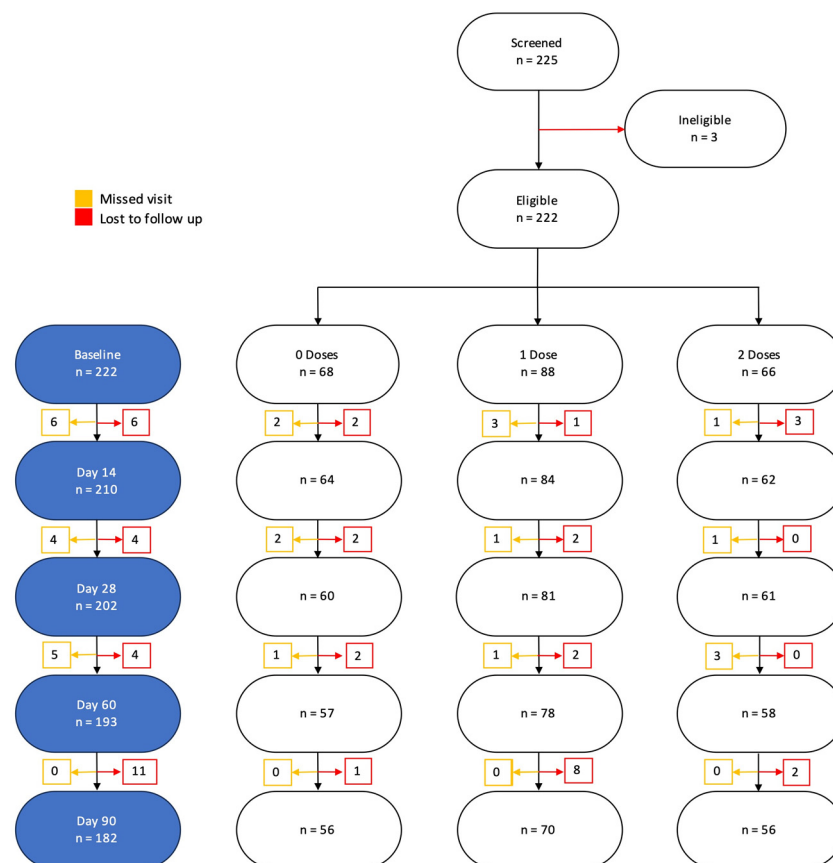 Screened
n = 225
Ineligible
n = 3
Eligible
n = 222
Missed visit
Lost to follow up
Baseline
n = 222
0 Doses
n = 68
1 Dose
n = 88
2 Doses
n = 66
6 6 2 2 3 1 1 3
Day 14
n = 210
n = 64
n = 84
n = 62
4 4 2 2 1 2 1 0
Day 28
n = 202
n = 60
n = 81
n = 61
5 4 1 2 1 2 3 0
Day 60
n = 193
n = 57
n = 78
n = 58
0 11 0 1 0 8 0 2
Day 90
n = 182
n = 56
n = 70
n = 56